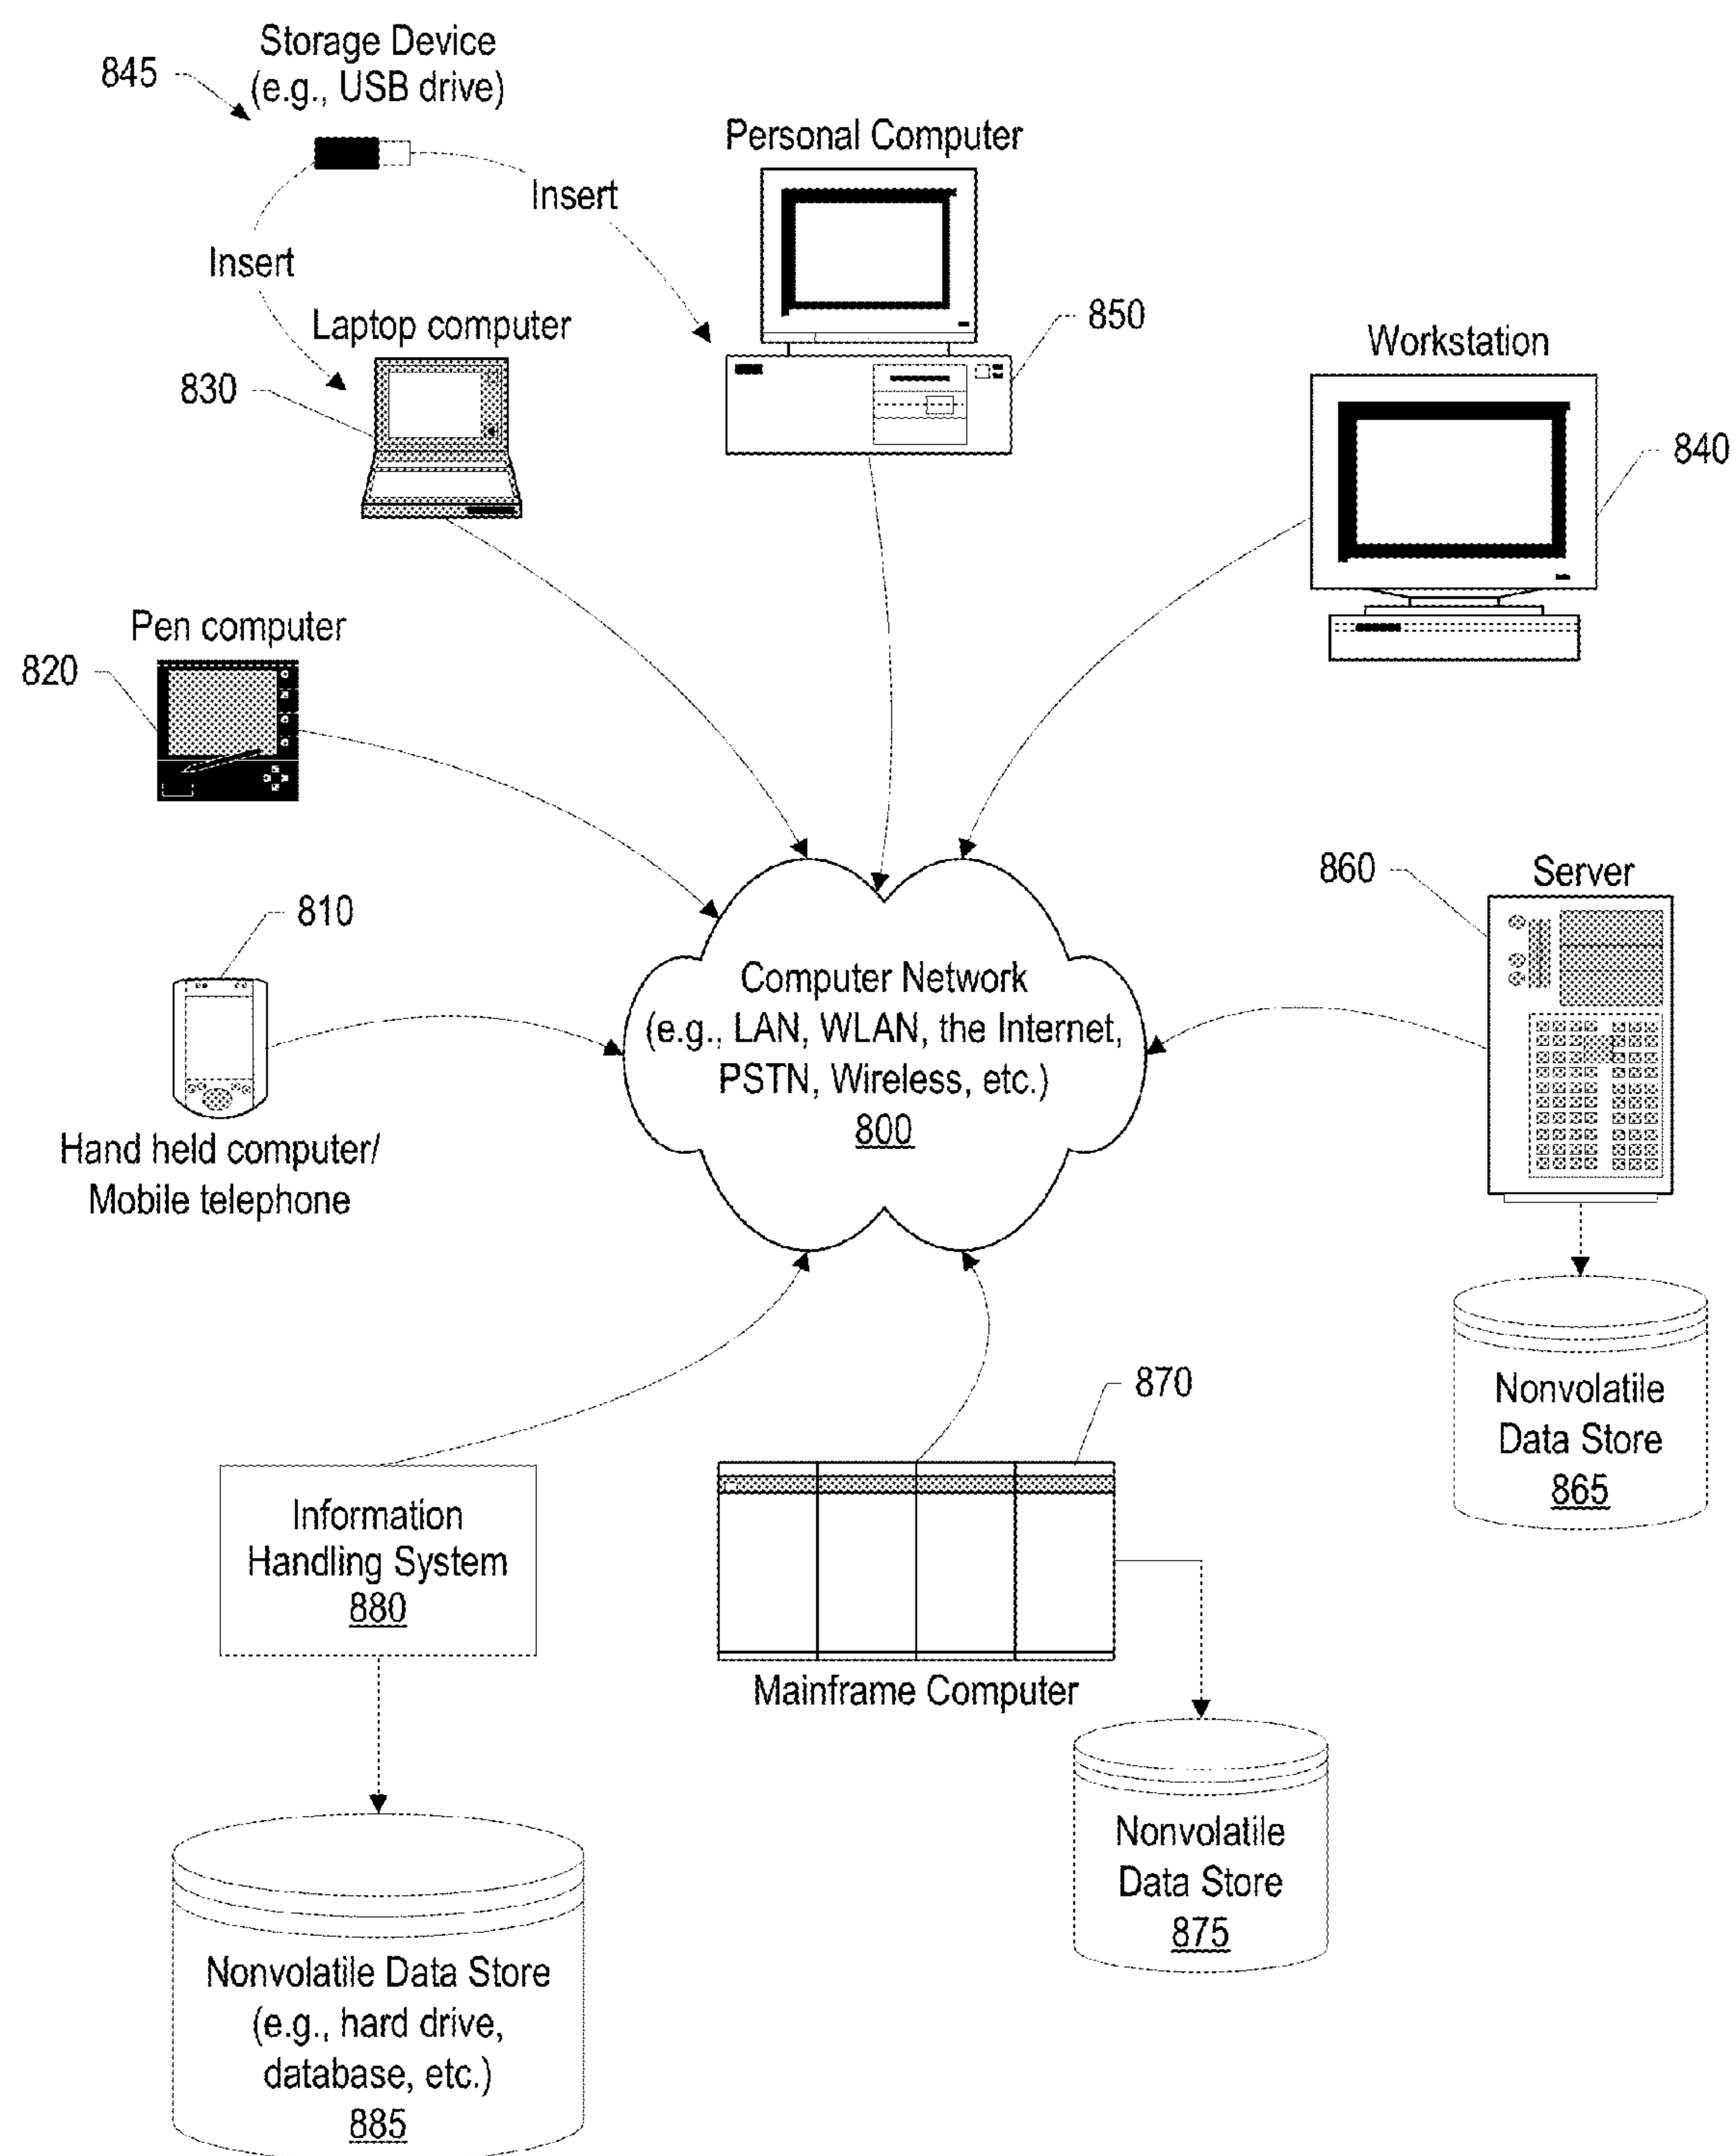 Storage Device
(e.g., USB drive)
845
Personal Computer
Insert
Insert
Laptop computer
830
850
Workstation
840
Pen computer
820
860
Server
810
Computer Network
(e.g., LAN, WLAN, the Internet,
PSTN, Wireless, etc.)
800
Hand held computer/
Mobile telephone
870
Nonvolatile
Data Store
865
Information
Handling System
880
Mainframe Computer
Nonvolatile
Data Store
875
Nonvolatile Data Store
(e.g., hard drive,
database, etc.)
885